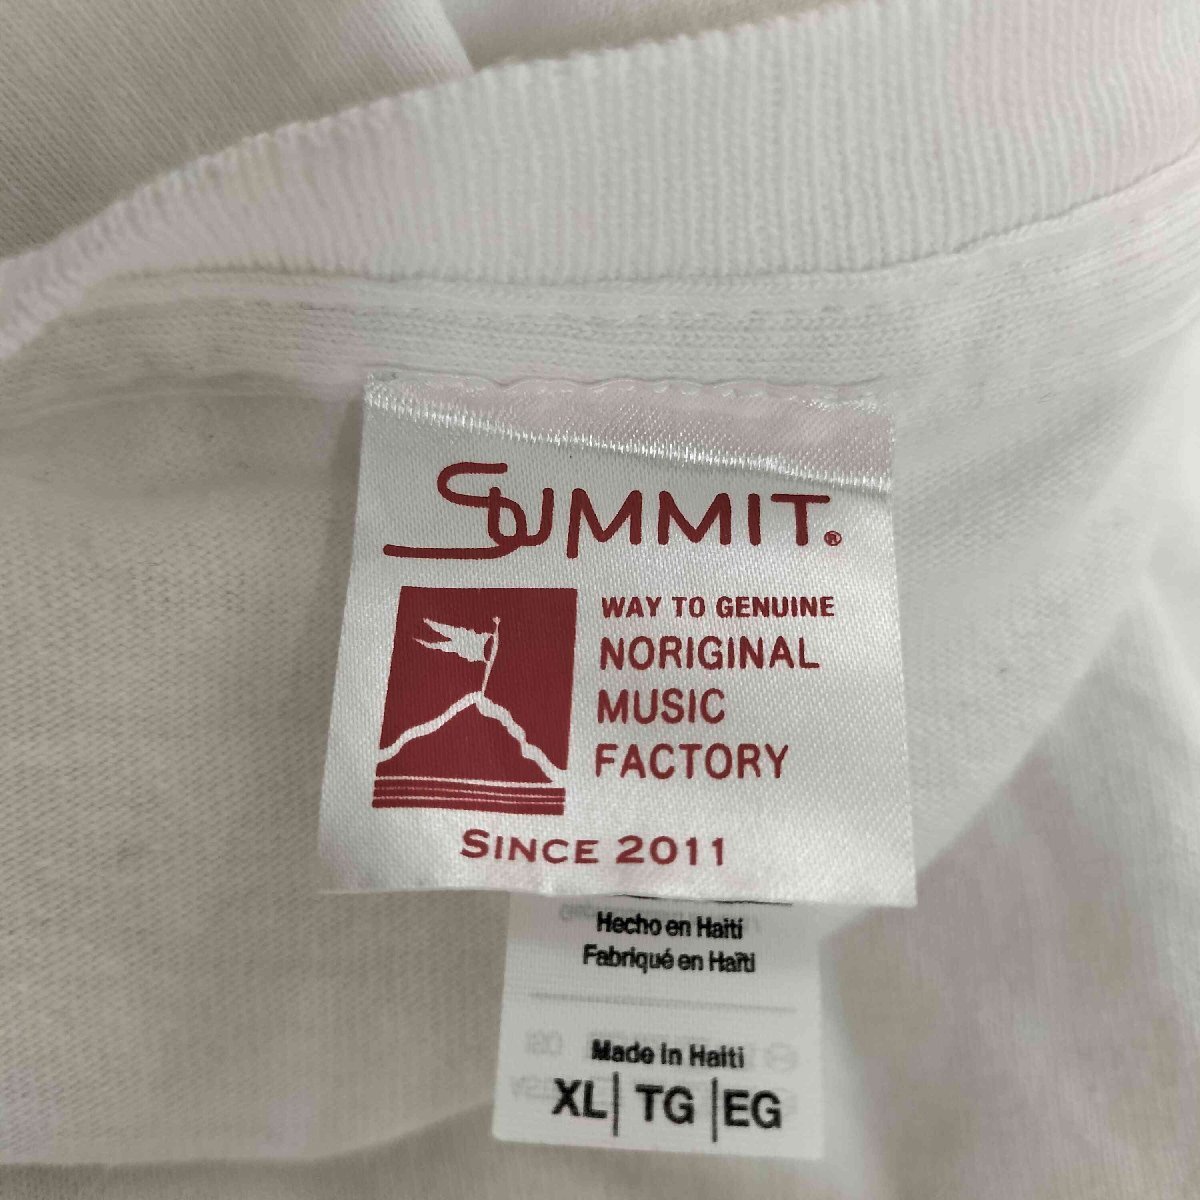 SUMMIT®
WAY TO GENUINE
NORIGINAL
MUSIC
FACTORY
SINCE 2011
Hecho en Haití
Fabriqué en Haïti
Made in Haiti
XL | TG | EG